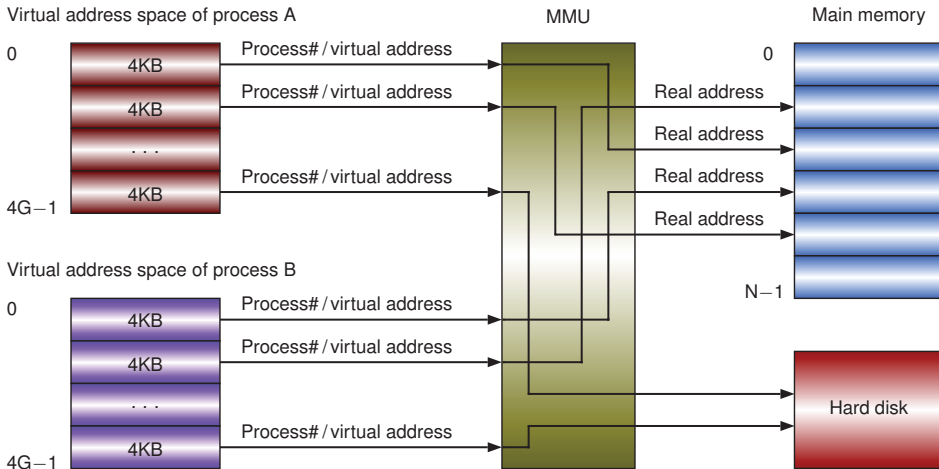 Virtual address space of process A
MMU
Main memory
0
4KB
Process# / virtual address
0
4KB
Process# / virtual address
Real address
. . .
Real address
4KB
Process# / virtual address
Real address
4G−1
Real address
Virtual address space of process B
N−1
0
4KB
Process# / virtual address
4KB
Process# / virtual address
. . .
Hard disk
4KB
Process# / virtual address
4G−1